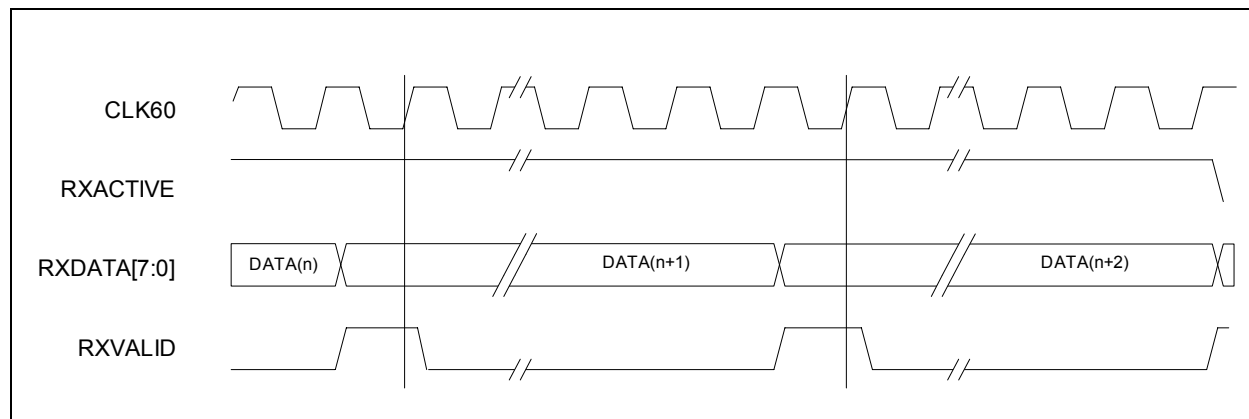 CLK60
RXACTIVE
RXDATA[7:0]
DATA(n)
DATA(n+1)
DATA(n+2)
RXVALID